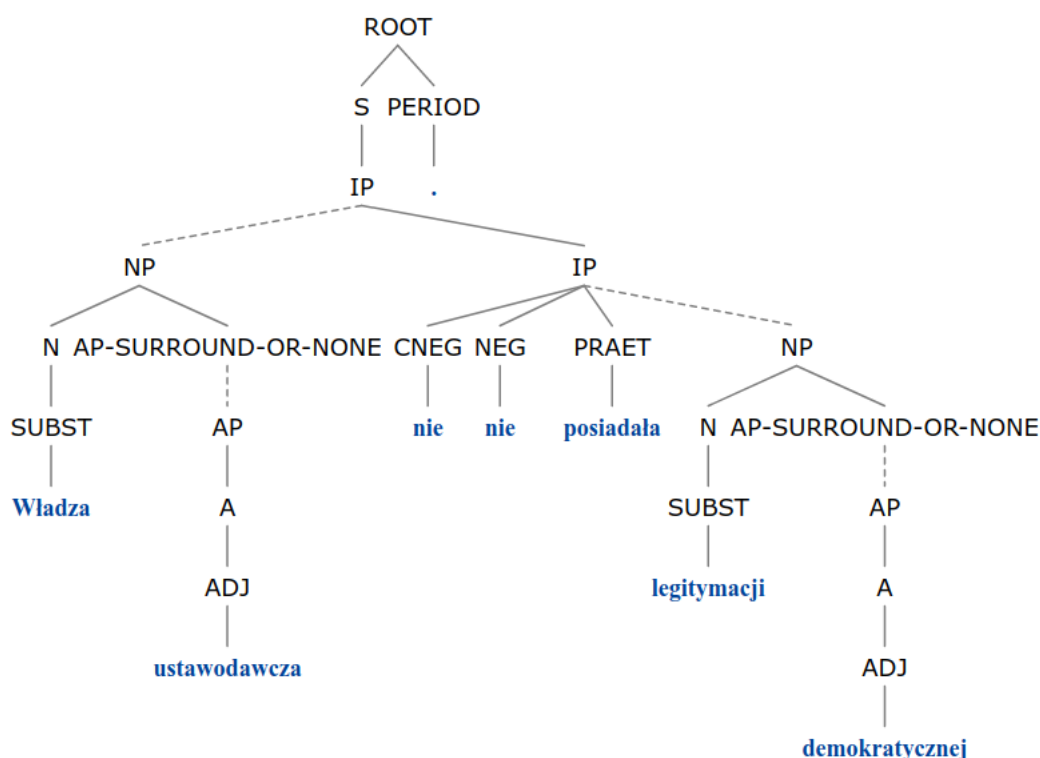 ROOT
S PERIOD
IP .
NP IP
N AP-SURROUND-OR-NONE CNEG NEG PRAET NP
SUBST AP nie nie posiadała N AP-SURROUND-OR-NONE
Władza A SUBST AP
ADJ legitymacji A
ustawodawcza ADJ
demokratycznej